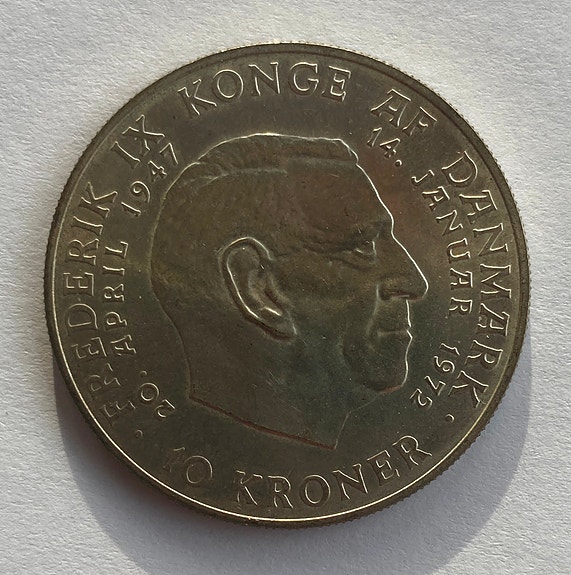 FREDERIK IX KONGE AF DANMARK ·
20. APRIL 1947
14. JANUAR 1972
· 10 KRONER